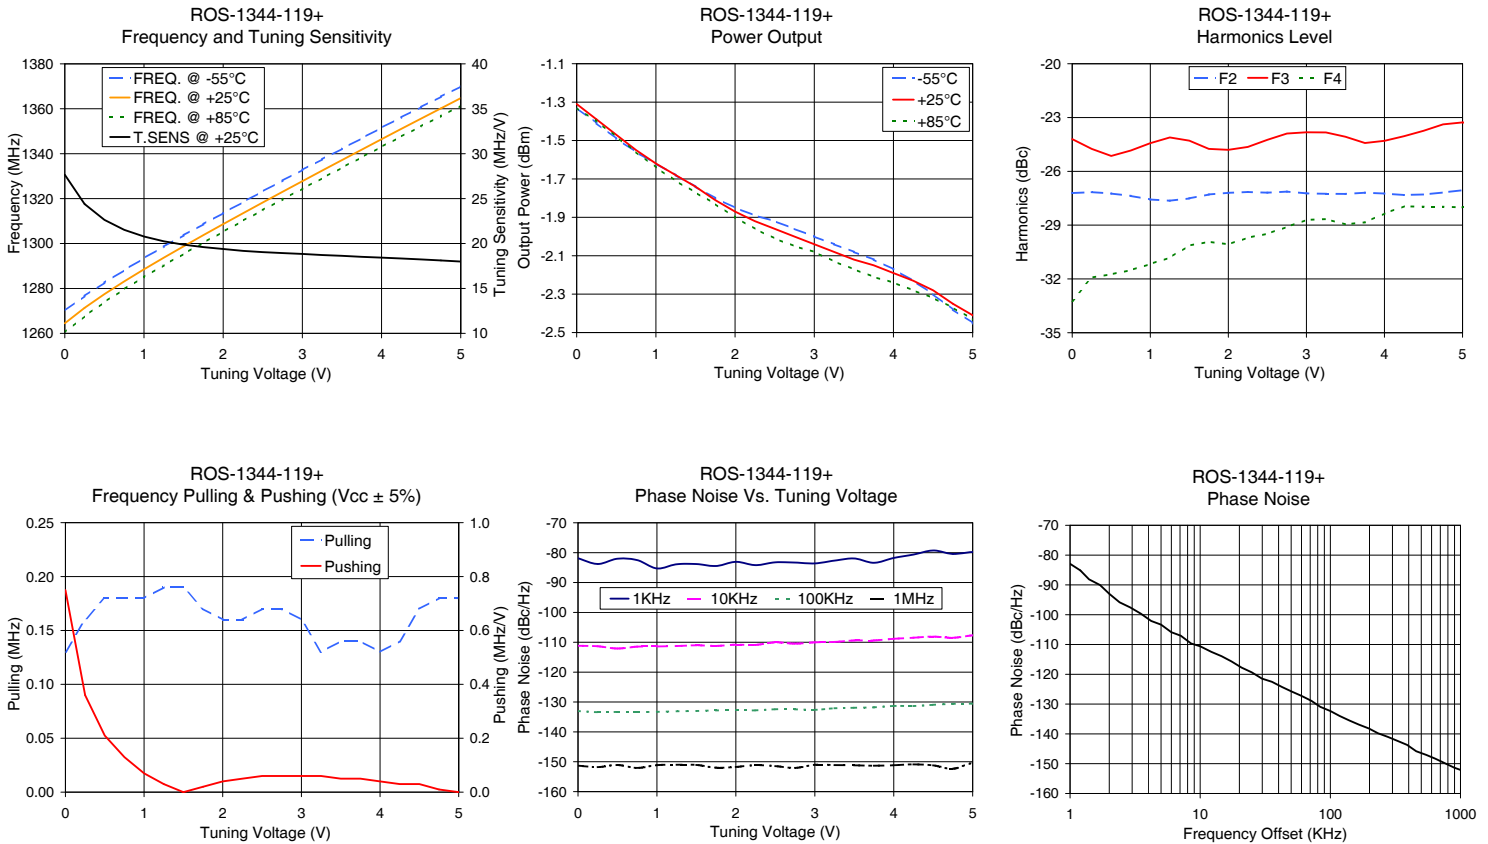 ROS-1344-119+
Frequency and Tuning Sensitivity
1380
1360
1340
1320
1300
1280
1260
Frequency (MHz)
FREQ. @ -55°C
FREQ. @ +25°C
FREQ. @ +85°C
T.SENS @ +25°C
40
35
30
25
20
15
10
Tuning Sensitivity (MHz/V)
0 1 2 3 4 5
Tuning Voltage (V)
ROS-1344-119+
Power Output
-1.1
-1.3
-1.5
-1.7
-1.9
-2.1
-2.3
-2.5
Output Power (dBm)
-55°C
+25°C
+85°C
0 1 2 3 4 5
Tuning Voltage (V)
ROS-1344-119+
Harmonics Level
-20
-23
-26
-29
-32
-35
Harmonics (dBc)
F2 F3 F4
0 1 2 3 4 5
Tuning Voltage (V)
ROS-1344-119+
Frequency Pulling & Pushing (Vcc ± 5%)
0.25
0.20
0.15
0.10
0.05
0.00
Pulling (MHz)
Pulling
Pushing
1.0
0.8
0.6
0.4
0.2
0.0
Pushing (MHz/V)
0 1 2 3 4 5
Tuning Voltage (V)
ROS-1344-119+
Phase Noise Vs. Tuning Voltage
-70
-80
-90
-100
-110
-120
-130
-140
-150
-160
Phase Noise (dBc/Hz)
1KHz 10KHz 100KHz 1MHz
0 1 2 3 4 5
Tuning Voltage (V)
ROS-1344-119+
Phase Noise
-70
-80
-90
-100
-110
-120
-130
-140
-150
-160
Phase Noise (dBc/Hz)
1 10 100 1000
Frequency Offset (KHz)